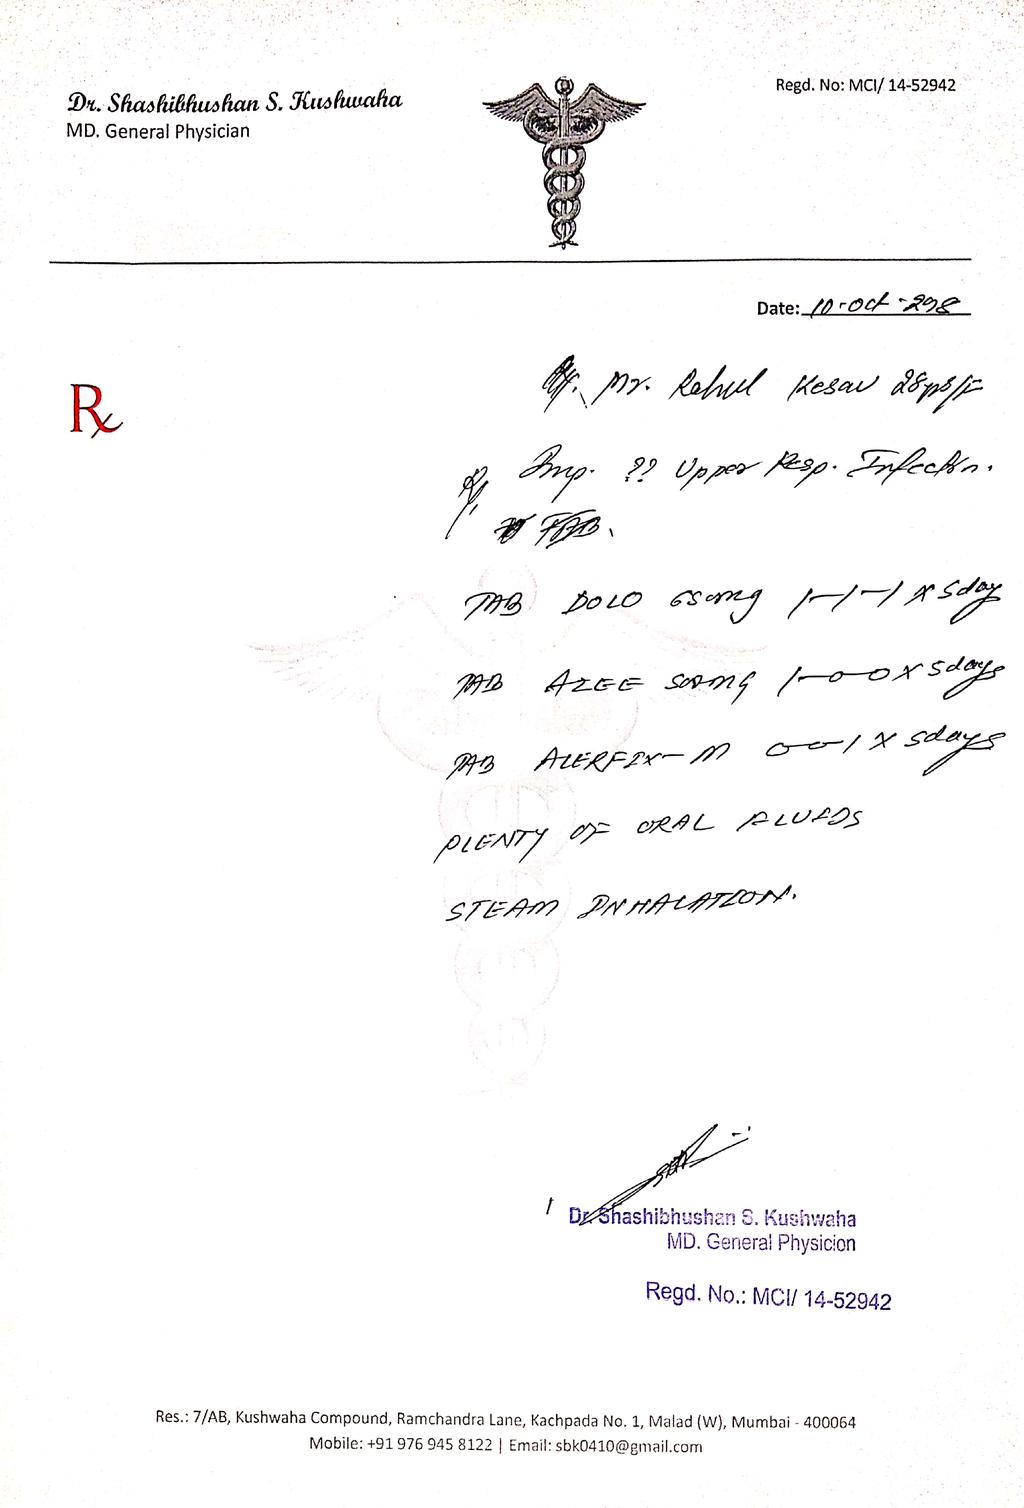 Dr. Shashibhushan S. Kushwaha
MD. General Physician
Regd. No: MCI/ 14-52942
Date: 10-Oct-
Rx
Mr. Rahul Kesav
Imp. ?? Upper Resp. Infection.
TAB DOLO 650mg 1-1-1 x 5day
TAB AZEE 500mg 1-0-0 x 5days
TAB ALERFIX-M 0-0-1 x 5days
PLENTY OF ORAL FLUIDS
STEAM INHALATION.
Dr. Shashibhushan S. Kushwaha
MD. General Physicion
Regd. No.: MCI/ 14-52942
Res.: 7/AB, Kushwaha Compound, Ramchandra Lane, Kachpada No. 1, Malad (W), Mumbai - 400064
Mobile: +91 976 945 8122 | Email: sbk0410@gmail.com